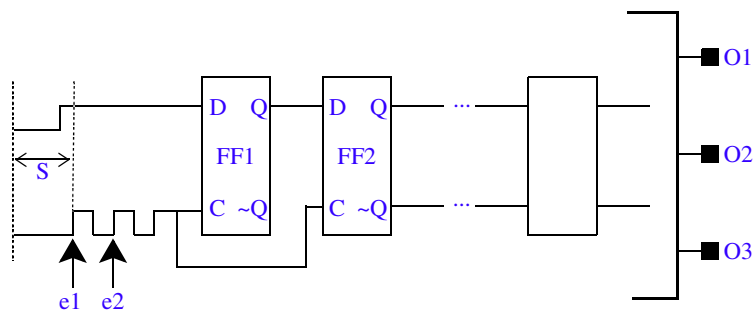 O1
D Q D Q ... 
FF1 FF2
O2
S
C ~Q C ~Q ...
O3
e1 e2